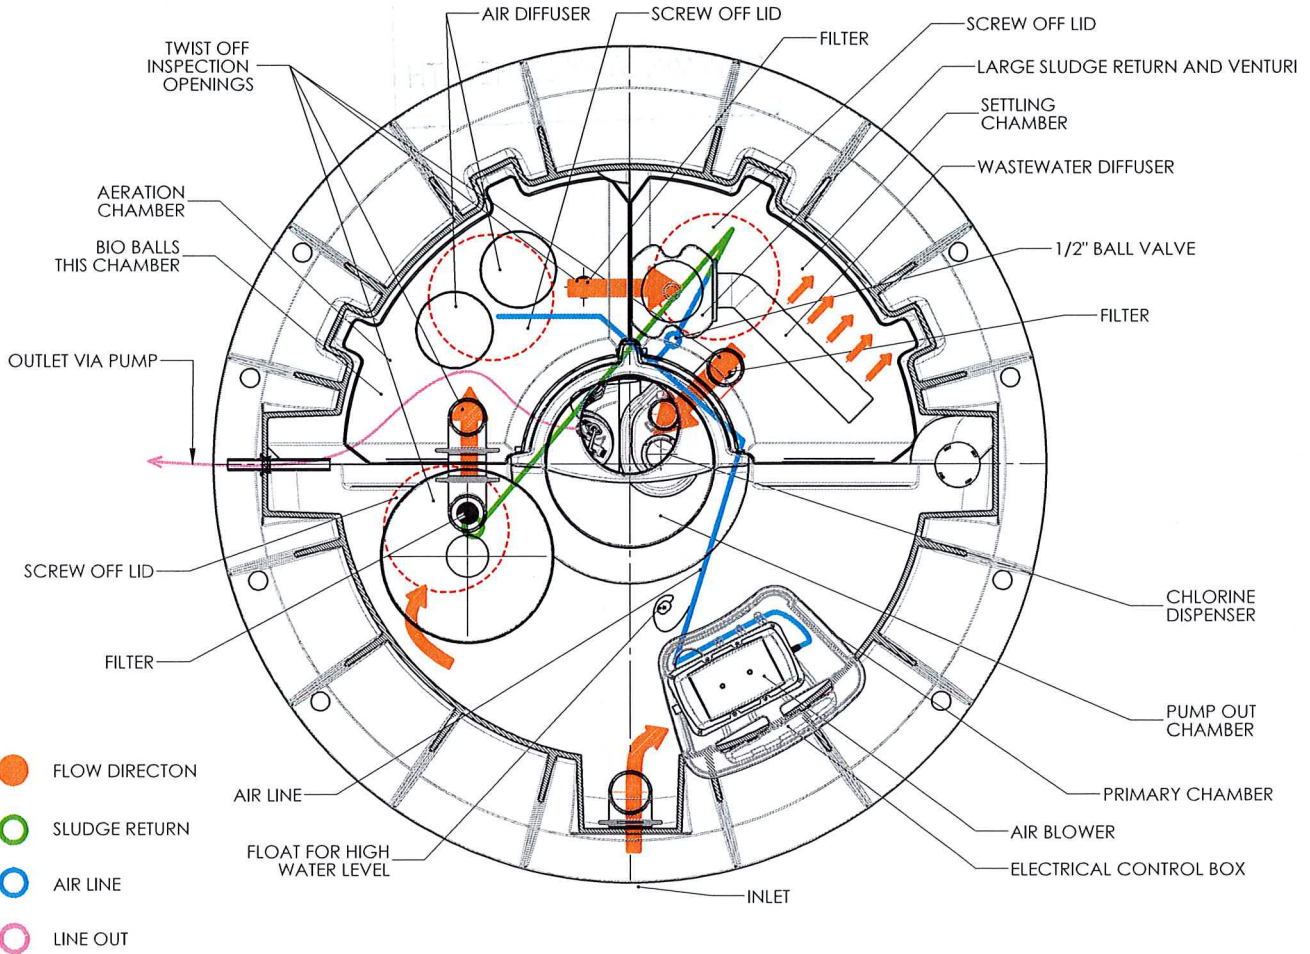 AIR DIFFUSER
SCREW OFF LID
FILTER
SCREW OFF LID
TWIST OFF
INSPECTION
OPENINGS
LARGE SLUDGE RETURN AND VENTURI
SETTLING
CHAMBER
WASTEWATER DIFFUSER
AERATION
CHAMBER
BIO BALLS
THIS CHAMBER
1/2" BALL VALVE
FILTER
OUTLET VIA PUMP
SCREW OFF LID
CHLORINE
DISPENSER
FILTER
PUMP OUT
CHAMBER
FLOW DIRECTON
AIR LINE
PRIMARY CHAMBER
SLUDGE RETURN
AIR BLOWER
FLOAT FOR HIGH
WATER LEVEL
ELECTRICAL CONTROL BOX
AIR LINE
INLET
LINE OUT